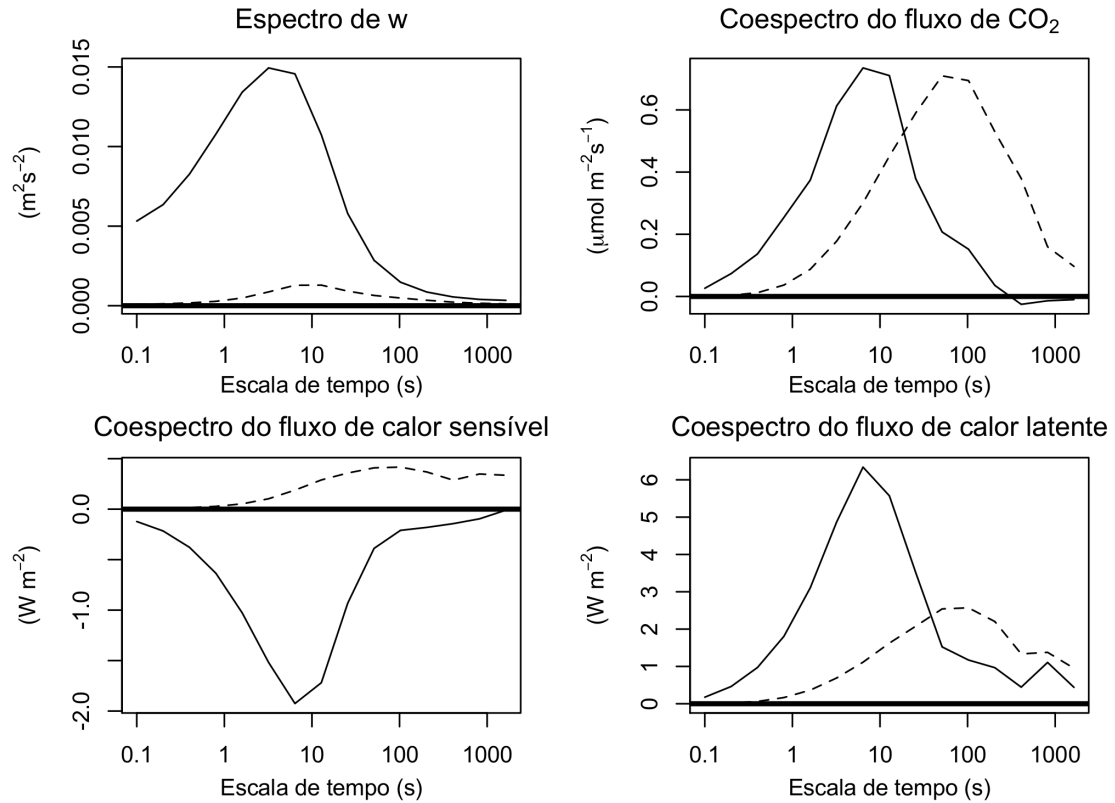 Espectro de w
(m²s⁻²)
0.000 0.005 0.010 0.015
0.1 1 10 100 1000
Escala de tempo (s)
Coespectro do fluxo de CO₂
(μmol m⁻²s⁻¹)
0.0 0.2 0.4 0.6
0.1 1 10 100 1000
Escala de tempo (s)
Coespectro do fluxo de calor sensível
(W m⁻²)
-2.0 -1.0 0.0
0.1 1 10 100 1000
Escala de tempo (s)
Coespectro do fluxo de calor latente
(W m⁻²)
0 1 2 3 4 5 6
0.1 1 10 100 1000
Escala de tempo (s)